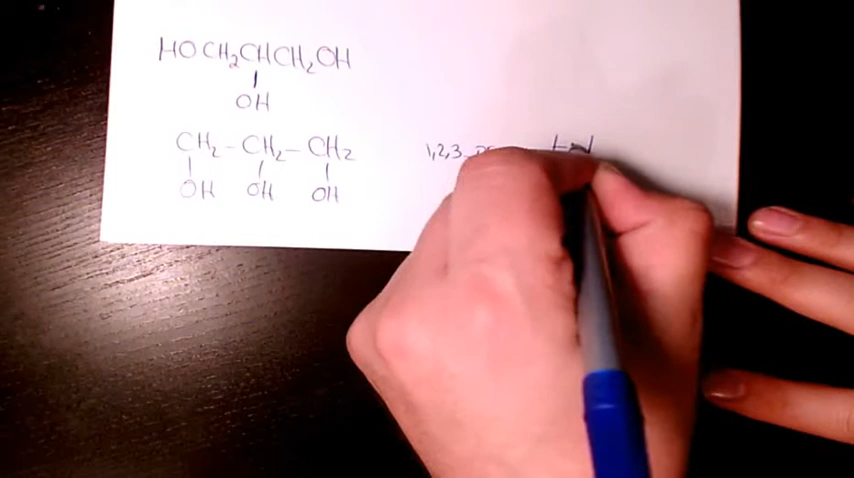 HOCH₂CHCH₂OH
OH
CH₂-CH₂-CH₂ 1,2,3-
OH OH OH